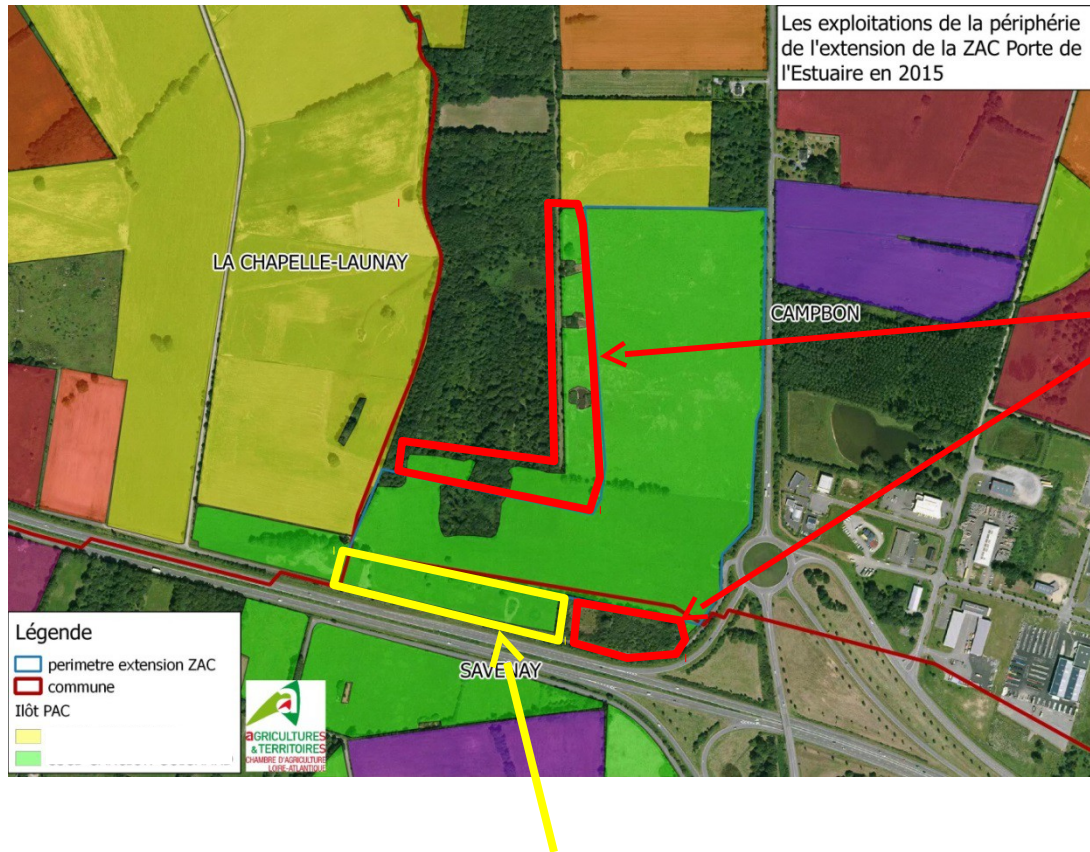 Les exploitations de la périphérie
de l'extension de la ZAC Porte de
l'Estuaire en 2015
LA CHAPELLE-LAUNAY
CAMPBON
SAVENAY
Légende
perimetre extension ZAC
commune
Ilôt PAC
aGRICULTURES
& TERRITOIRES
CHAMBRE D'AGRICULTURE
LOIRE-ATLANTIQUE